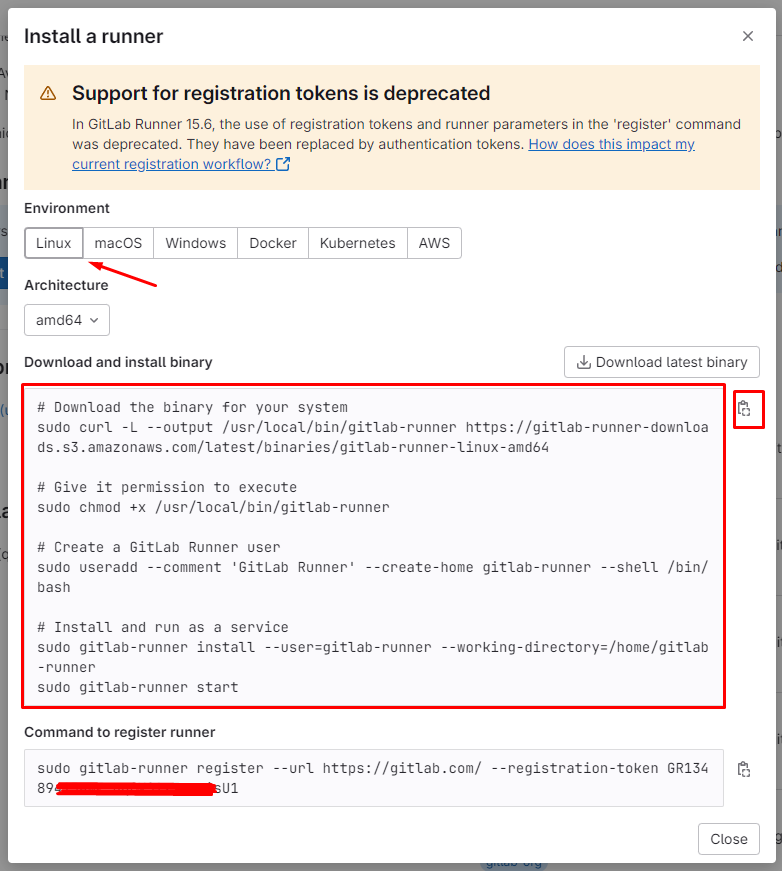 Install a runner
Support for registration tokens is deprecated
In GitLab Runner 15.6, the use of registration tokens and runner parameters in the 'register' command
was deprecated. They have been replaced by authentication tokens. How does this impact my
current registration workflow?
Environment
Linux macOS Windows Docker Kubernetes AWS
Architecture
amd64
Download and install binary
Download latest binary
# Download the binary for your system
sudo curl -L --output /usr/local/bin/gitlab-runner https://gitlab-runner-downloa
ds.s3.amazonaws.com/latest/binaries/gitlab-runner-linux-amd64
# Give it permission to execute
sudo chmod +x /usr/local/bin/gitlab-runner
# Create a GitLab Runner user
sudo useradd --comment 'GitLab Runner' --create-home gitlab-runner --shell /bin/
bash
# Install and run as a service
sudo gitlab-runner install --user=gitlab-runner --working-directory=/home/gitlab
-runner
sudo gitlab-runner start
Command to register runner
sudo gitlab-runner register --url https://gitlab.com/ --registration-token GR134
894 sU1
Close